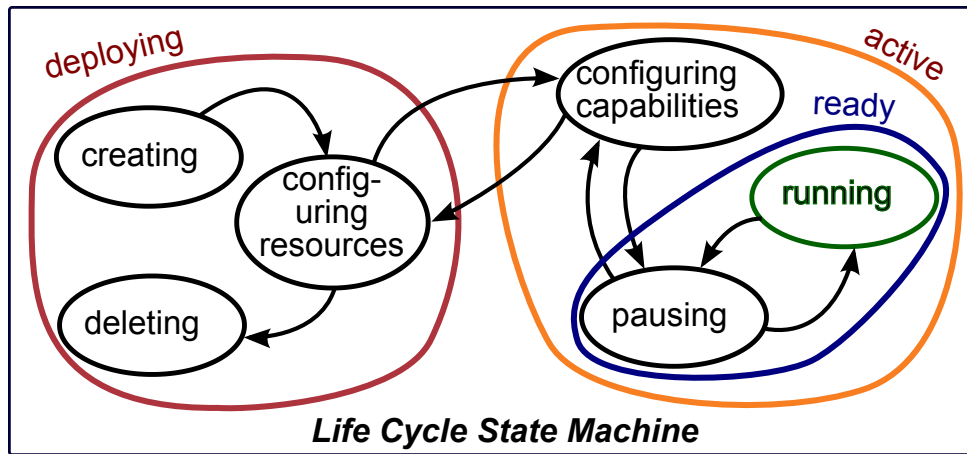 deploying
creating
config-
uring
resources
deleting
active
configuring
capabilities
ready
running
pausing
Life Cycle State Machine